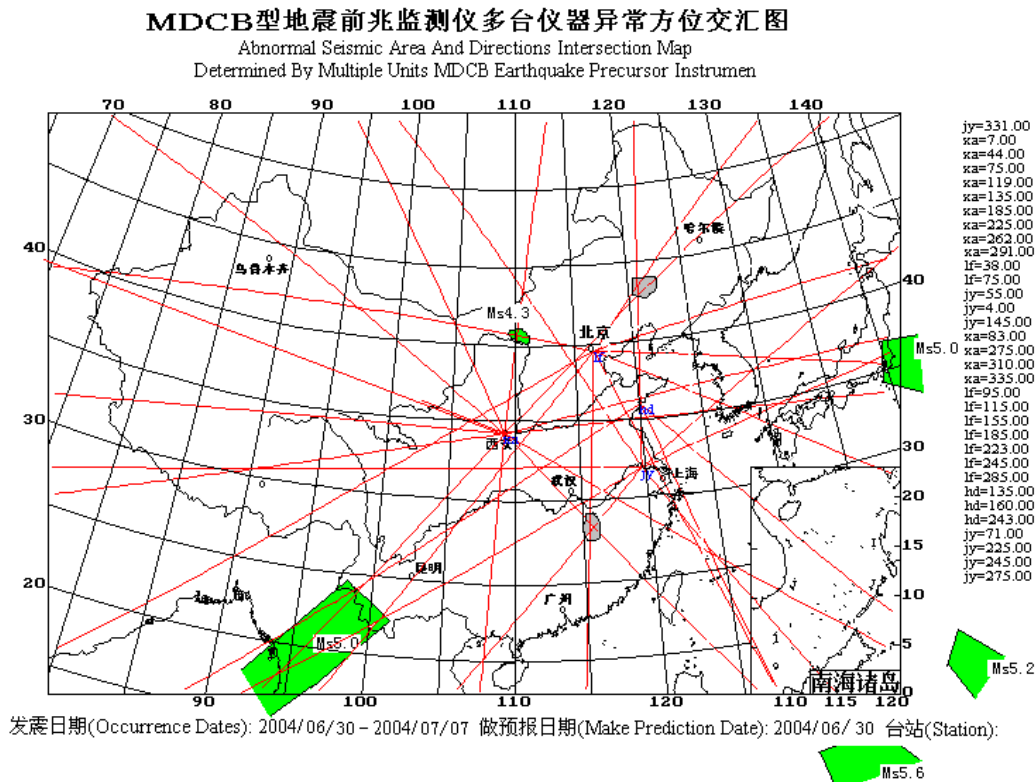 MDCB型地震前兆监测仪多台仪器异常方位交汇图
Abnormal Seismic Area And Directions Intersection Map
Determined By Multiple Units MDCB Earthquake Precursor Instrumen
70 80 85 90 93 100 110 120 123 130 140
jy=331.00
xa=7.00
xa=44.00
xa=75.00
xa=119.00
xa=135.00
xa=185.00
xa=225.00
xa=262.00
xa=291.00
lf=38.00
lf=75.00
jy=55.00
jy=4.00
jy=145.00
xa=83.00
xa=275.00
xa=310.00
xa=335.00
lf=95.00
lf=115.00
lf=155.00
lf=185.00
lf=223.00
lf=245.00
lf=285.00
hd=135.00
hd=160.00
hd=243.00
jy=71.00
jy=225.00
jy=245.00
jy=275.00
40
哈尔滨
乌鲁木齐
40
Ms4.3
北京
lf
Ms5.0
hd
30
西安
xa
30
jy
上海
武汉
20
15
昆明
20
广州
10
Ms5.0
5
Ms5.2
南海诸岛
0
90 100 110 120 110 115 120
发震日期(Occurrence Dates): 2004/06/30-2004/07/07 做预报日期(Make Prediction Date): 2004/06/30 台站(Station):
Ms5.6